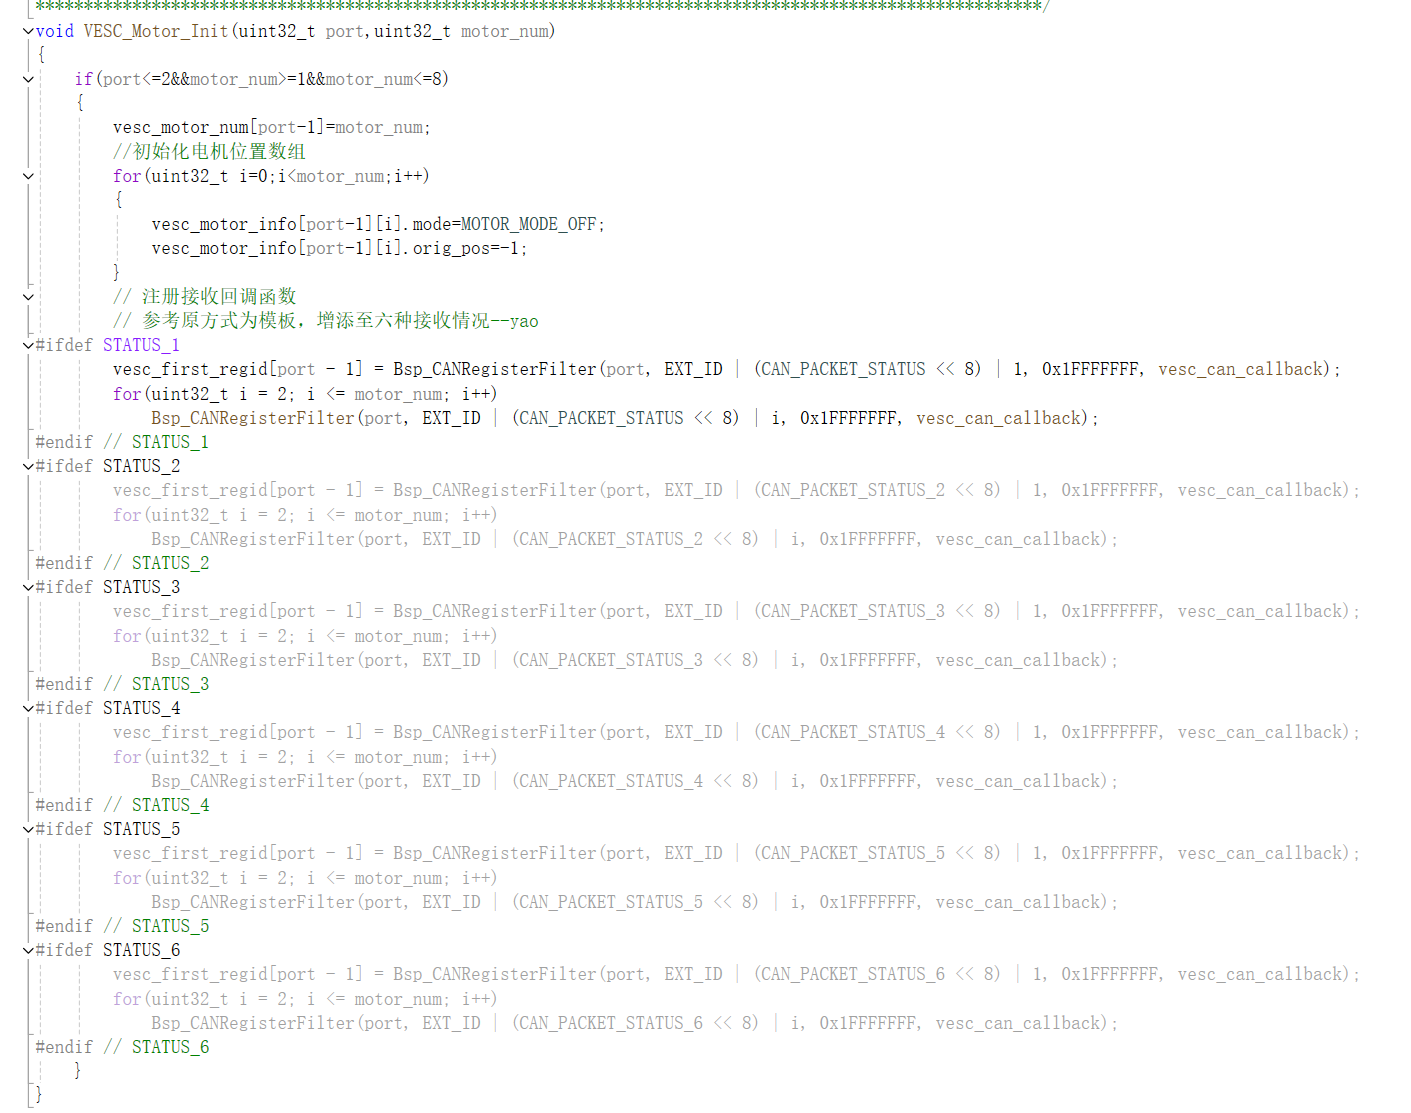 *********************************************************************************************************/
void VESC_Motor_Init(uint32_t port,uint32_t motor_num)
{
    if(port<=2&&motor_num>=1&&motor_num<=8)
    {
        vesc_motor_num[port-1]=motor_num;
        //初始化电机位置数组
        for(uint32_t i=0;i<motor_num;i++)
        {
            vesc_motor_info[port-1][i].mode=MOTOR_MODE_OFF;
            vesc_motor_info[port-1][i].orig_pos=-1;
        }
        // 注册接收回调函数
        // 参考原方式为模板，增添至六种接收情况--yao
#ifdef STATUS_1
        vesc_first_regid[port - 1] = Bsp_CANRegisterFilter(port, EXT_ID | (CAN_PACKET_STATUS << 8) | 1, 0x1FFFFFFF, vesc_can_callback);
        for(uint32_t i = 2; i <= motor_num; i++)
            Bsp_CANRegisterFilter(port, EXT_ID | (CAN_PACKET_STATUS << 8) | i, 0x1FFFFFFF, vesc_can_callback);
#endif // STATUS_1
#ifdef STATUS_2
        vesc_first_regid[port - 1] = Bsp_CANRegisterFilter(port, EXT_ID | (CAN_PACKET_STATUS_2 << 8) | 1, 0x1FFFFFFF, vesc_can_callback);
        for(uint32_t i = 2; i <= motor_num; i++)
            Bsp_CANRegisterFilter(port, EXT_ID | (CAN_PACKET_STATUS_2 << 8) | i, 0x1FFFFFFF, vesc_can_callback);
#endif // STATUS_2
#ifdef STATUS_3
        vesc_first_regid[port - 1] = Bsp_CANRegisterFilter(port, EXT_ID | (CAN_PACKET_STATUS_3 << 8) | 1, 0x1FFFFFFF, vesc_can_callback);
        for(uint32_t i = 2; i <= motor_num; i++)
            Bsp_CANRegisterFilter(port, EXT_ID | (CAN_PACKET_STATUS_3 << 8) | i, 0x1FFFFFFF, vesc_can_callback);
#endif // STATUS_3
#ifdef STATUS_4
        vesc_first_regid[port - 1] = Bsp_CANRegisterFilter(port, EXT_ID | (CAN_PACKET_STATUS_4 << 8) | 1, 0x1FFFFFFF, vesc_can_callback);
        for(uint32_t i = 2; i <= motor_num; i++)
            Bsp_CANRegisterFilter(port, EXT_ID | (CAN_PACKET_STATUS_4 << 8) | i, 0x1FFFFFFF, vesc_can_callback);
#endif // STATUS_4
#ifdef STATUS_5
        vesc_first_regid[port - 1] = Bsp_CANRegisterFilter(port, EXT_ID | (CAN_PACKET_STATUS_5 << 8) | 1, 0x1FFFFFFF, vesc_can_callback);
        for(uint32_t i = 2; i <= motor_num; i++)
            Bsp_CANRegisterFilter(port, EXT_ID | (CAN_PACKET_STATUS_5 << 8) | i, 0x1FFFFFFF, vesc_can_callback);
#endif // STATUS_5
#ifdef STATUS_6
        vesc_first_regid[port - 1] = Bsp_CANRegisterFilter(port, EXT_ID | (CAN_PACKET_STATUS_6 << 8) | 1, 0x1FFFFFFF, vesc_can_callback);
        for(uint32_t i = 2; i <= motor_num; i++)
            Bsp_CANRegisterFilter(port, EXT_ID | (CAN_PACKET_STATUS_6 << 8) | i, 0x1FFFFFFF, vesc_can_callback);
#endif // STATUS_6
    }
}